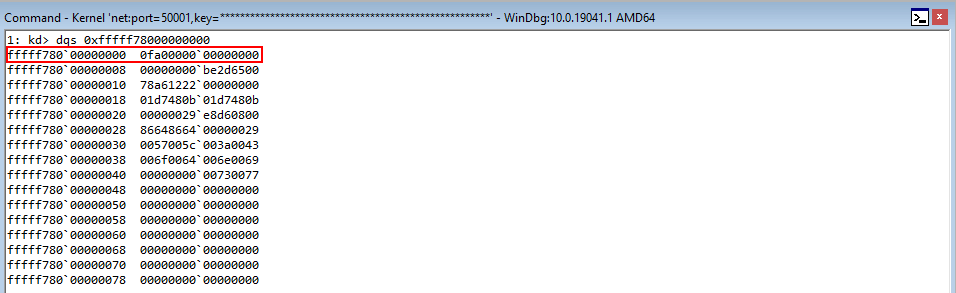 Command - Kernel 'net:port=50001,key=*****************************************************' - WinDbg:10.0.19041.1 AMD64
1: kd> dqs 0xfffff78000000000
fffff780`00000000  0fa00000`00000000
fffff780`00000008  00000000`be2d6500
fffff780`00000010  78a61222`00000000
fffff780`00000018  01d7480b`01d7480b
fffff780`00000020  00000029`e8d60800
fffff780`00000028  86648664`00000029
fffff780`00000030  0057005c`003a0043
fffff780`00000038  006f0064`006e0069
fffff780`00000040  00000000`00730077
fffff780`00000048  00000000`00000000
fffff780`00000050  00000000`00000000
fffff780`00000058  00000000`00000000
fffff780`00000060  00000000`00000000
fffff780`00000068  00000000`00000000
fffff780`00000070  00000000`00000000
fffff780`00000078  00000000`00000000